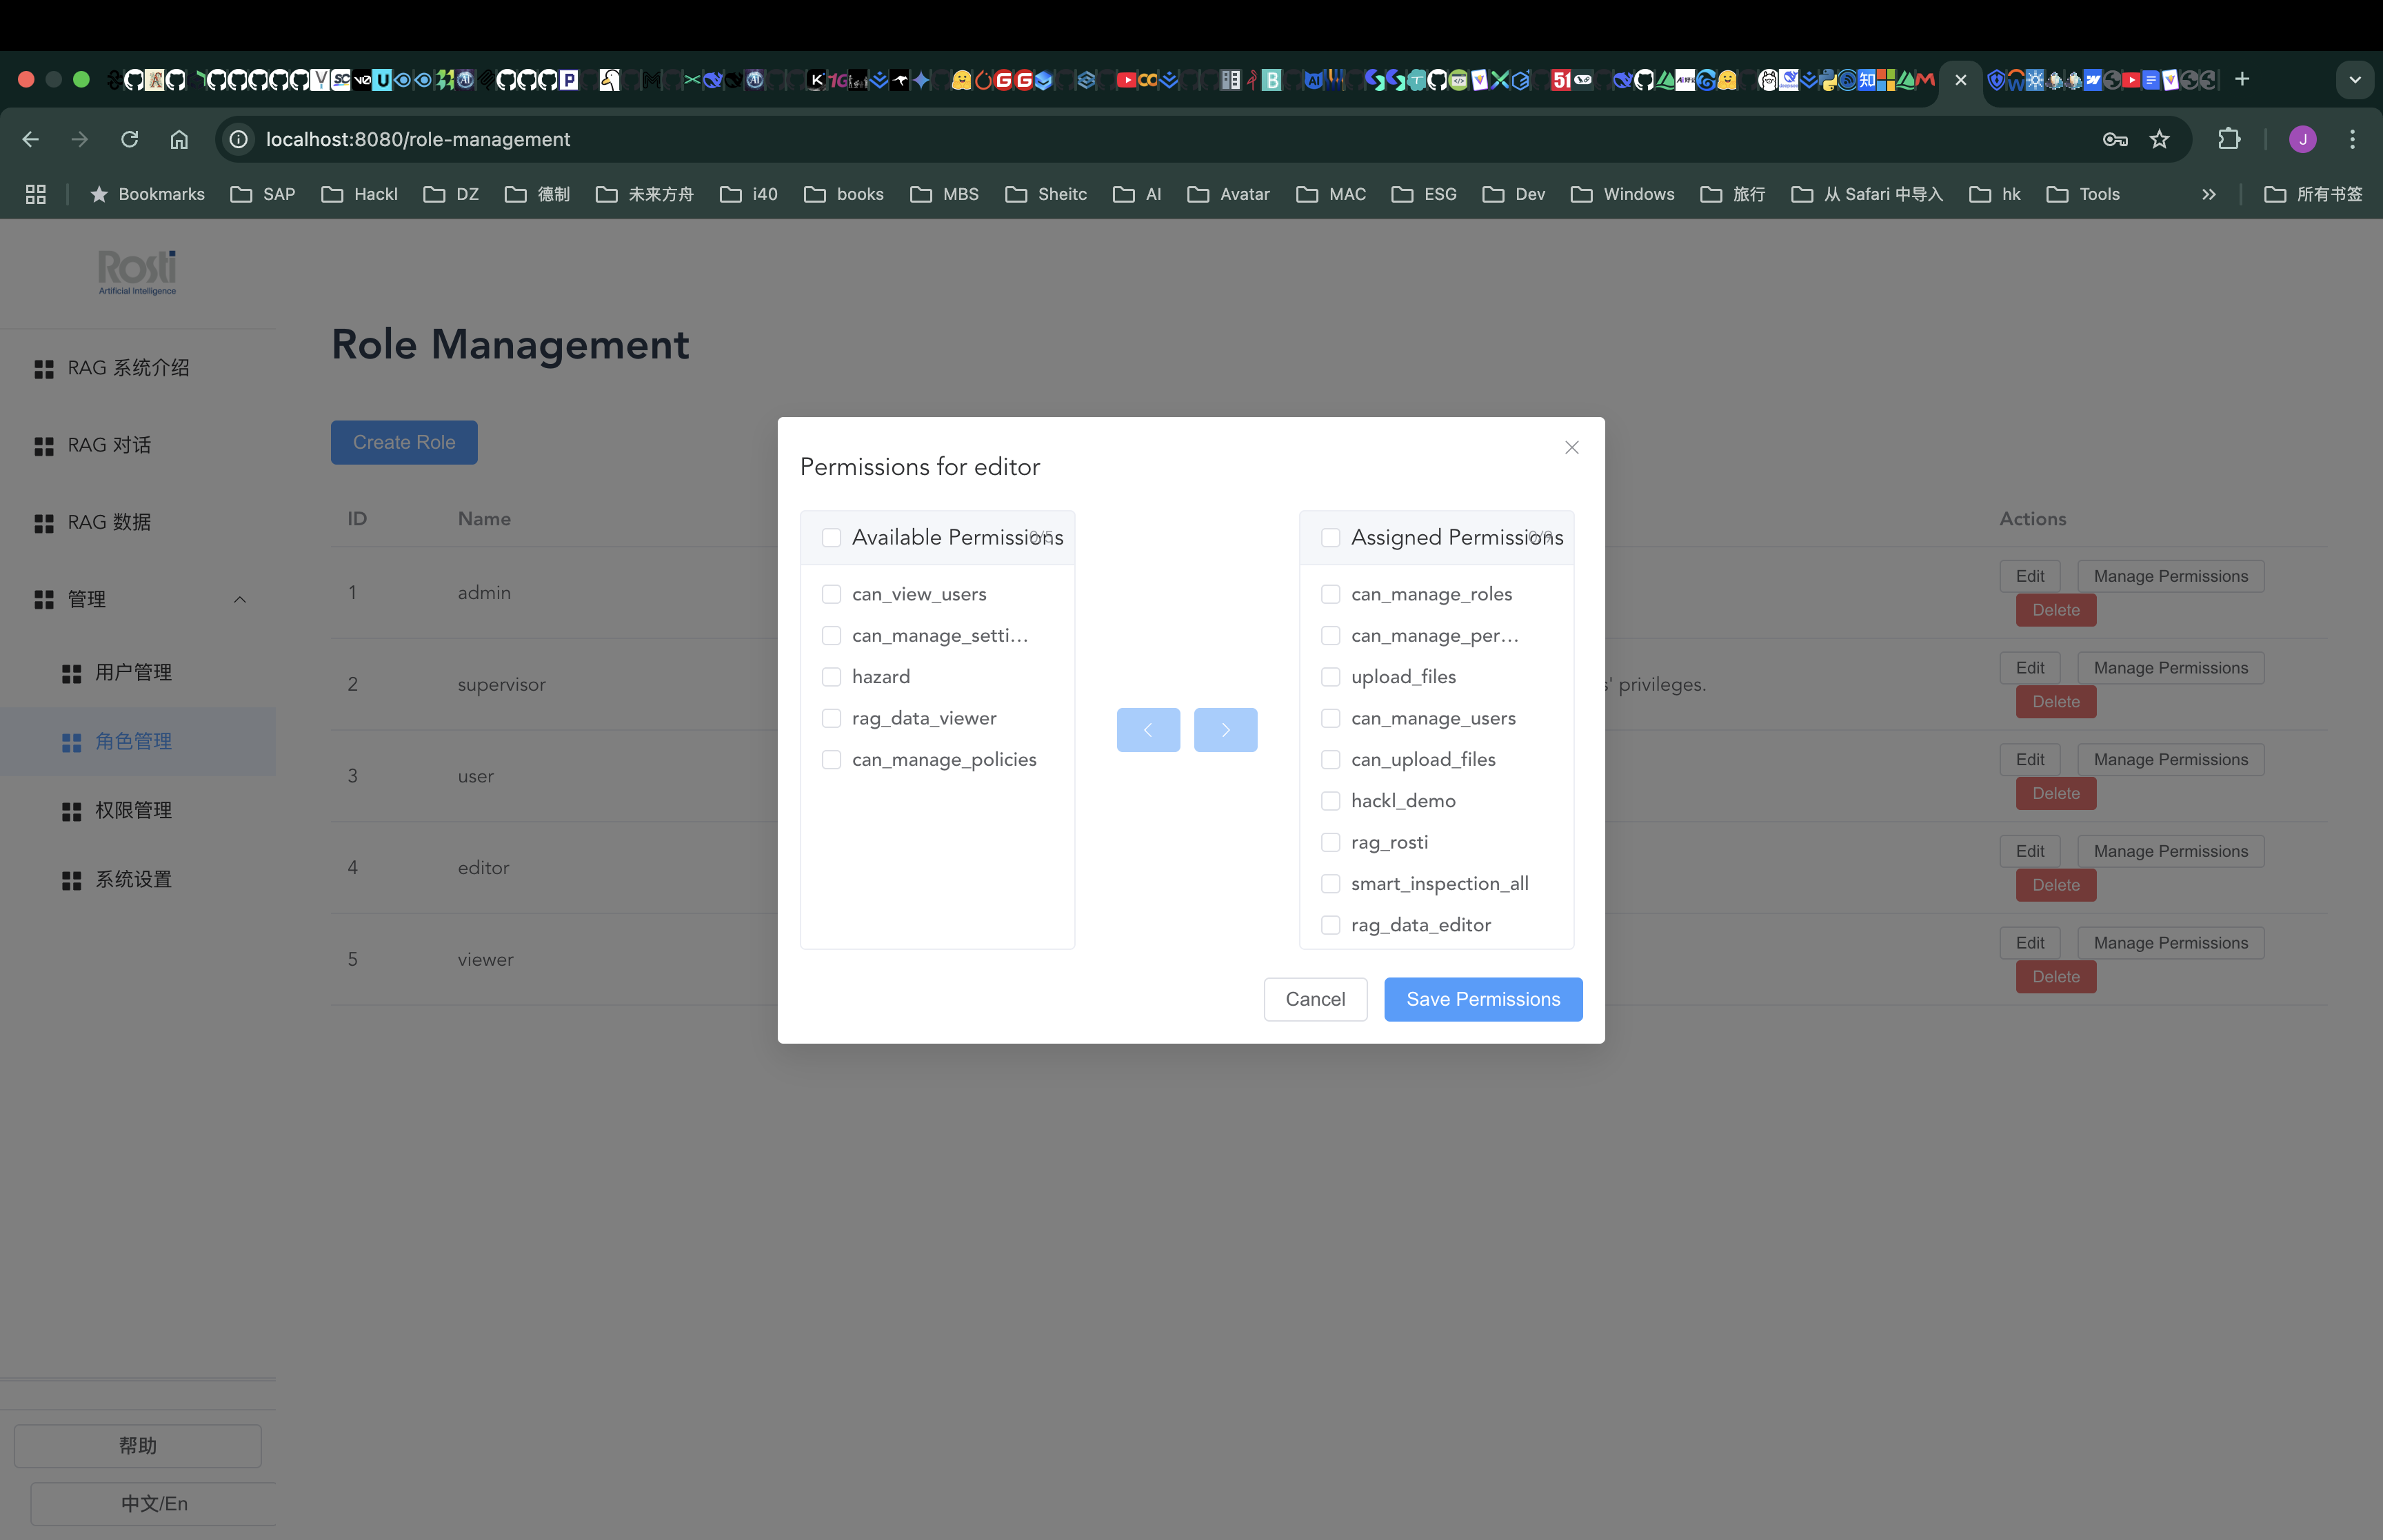 localhost:8080/role-management
J
Bookmarks SAP Hackl DZ 德制 未来方舟 i40 books MBS Sheitc AI Avatar MAC ESG Dev Windows 旅行 从 Safari 中导入 hk Tools 所有书签
Rosti
Artificial Intelligence
RAG 系统介绍
RAG 对话
RAG 数据
管理
用户管理
角色管理
权限管理
系统设置
帮助
中文/En
Role Management
Create Role
ID Name Actions
1 admin Edit Manage Permissions
Delete
2 supervisor ' privileges. Edit Manage Permissions
Delete
3 user Edit Manage Permissions
Delete
4 editor Edit Manage Permissions
Delete
5 viewer Edit Manage Permissions
Delete
Permissions for editor
Available Permissions 0/5
can_view_users
can_manage_setti...
hazard
rag_data_viewer
can_manage_policies
Assigned Permissions 0/9
can_manage_roles
can_manage_per...
upload_files
can_manage_users
can_upload_files
hackl_demo
rag_rosti
smart_inspection_all
rag_data_editor
Cancel Save Permissions